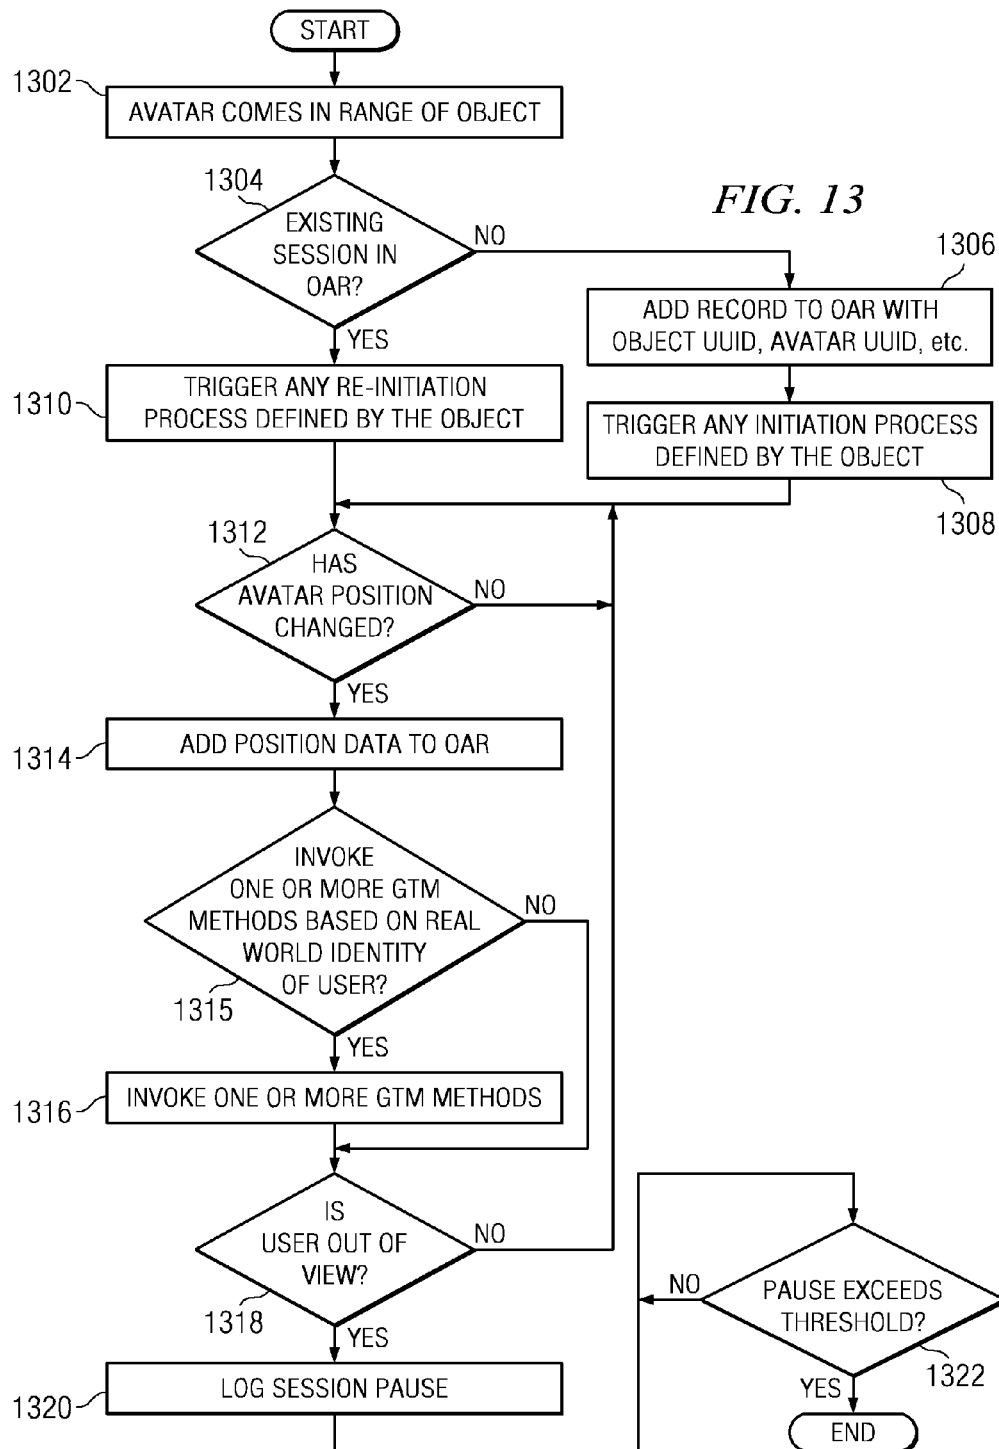 START
1302
AVATAR COMES IN RANGE OF OBJECT
1304
EXISTING
SESSION IN
OAR?
NO
YES
FIG. 13
1306
ADD RECORD TO OAR WITH
OBJECT UUID, AVATAR UUID, etc.
1310
TRIGGER ANY RE-INITIATION
PROCESS DEFINED BY THE OBJECT
TRIGGER ANY INITIATION PROCESS
DEFINED BY THE OBJECT
1308
1312
HAS
AVATAR POSITION
CHANGED?
NO
YES
1314
ADD POSITION DATA TO OAR
INVOKE
ONE OR MORE GTM
METHODS BASED ON REAL
WORLD IDENTITY
OF USER?
NO
1315
YES
1316
INVOKE ONE OR MORE GTM METHODS
IS
USER OUT OF
VIEW?
NO
1318
YES
1320
LOG SESSION PAUSE
NO
PAUSE EXCEEDS
THRESHOLD?
1322
YES
END